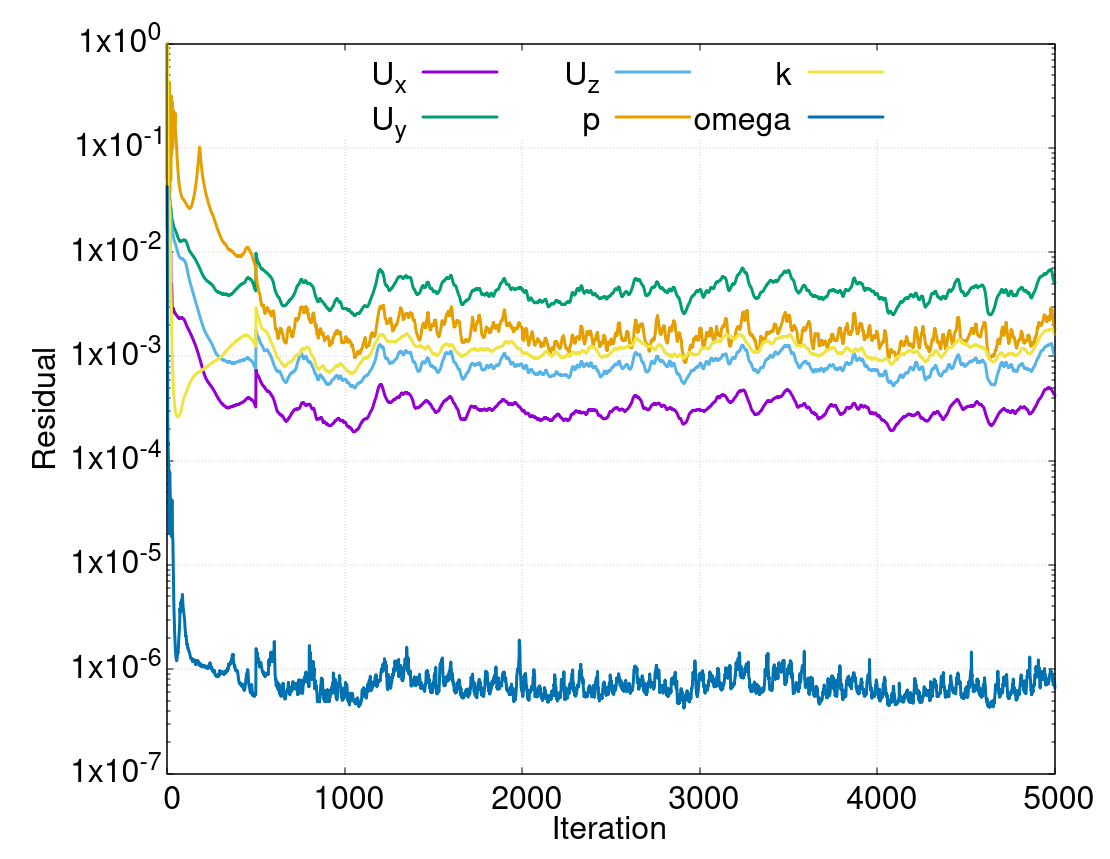 1x10^0
1x10^-1
1x10^-2
1x10^-3
1x10^-4
1x10^-5
1x10^-6
1x10^-7
Residual
U_x U_z k
U_y p omega
0 1000 2000 3000 4000 5000
Iteration